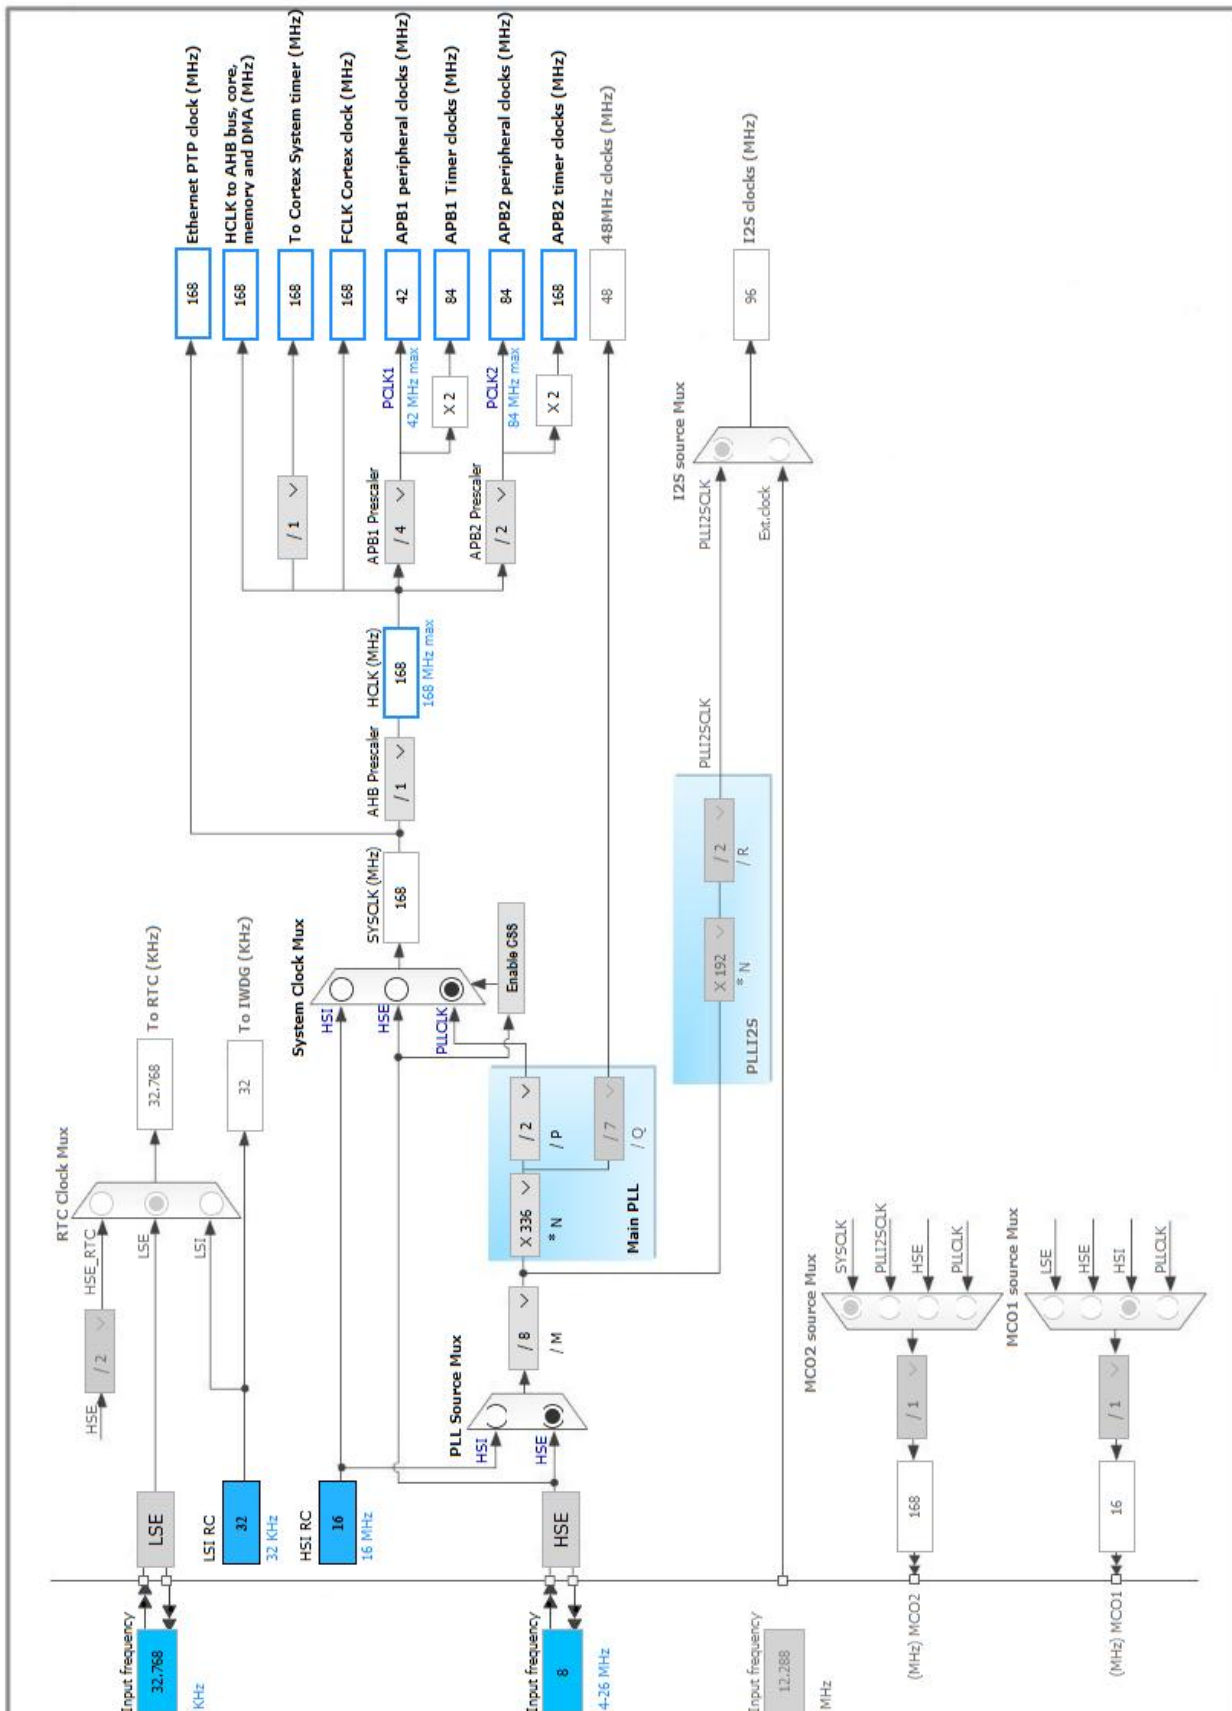 Input frequency
32.768
KHz
LSE
HSE
/ 2
HSE_RTC
LSE
LSI
RTC Clock Mux
32.768
To RTC (KHz)
LSI RC
32
32 KHz
32
To IWDG (KHz)
HSI RC
16
16 MHz
Input frequency
8
4-26 MHz
HSE
PLL Source Mux
HSI
HSE
/ 8
/ M
Main PLL
X 336
* N
/ 2
/ P
/ 7
/ Q
System Clock Mux
HSI
HSE
PLLCLK
Enable CSS
SYSCLK (MHz)
168
AHB Prescaler
/ 1
HCLK (MHz)
168
168 MHz max
/ 1
APB1 Prescaler
/ 4
PCLK1
42 MHz max
X 2
APB2 Prescaler
/ 2
PCLK2
84 MHz max
X 2
168
Ethernet PTP clock (MHz)
168
HCLK to AHB bus, core,
memory and DMA (MHz)
168
To Cortex System timer (MHz)
168
FCLK Cortex clock (MHz)
42
APB1 peripheral clocks (MHz)
84
APB1 Timer clocks (MHz)
84
APB2 peripheral clocks (MHz)
168
APB2 timer clocks (MHz)
48
48MHz clocks (MHz)
PLLI2S
X 192
* N
/ 2
/ R
PLLI2SCLK
PLLI2SCLK
Ext.clock
I2S source Mux
96
I2S clocks (MHz)
Input frequency
12.288
MHz
(MHz) MCO2
168
/ 1
MCO2 source Mux
SYSCLK
PLLI2SCLK
HSE
PLLCLK
(MHz) MCO1
16
/ 1
MCO1 source Mux
LSE
HSE
HSI
PLLCLK